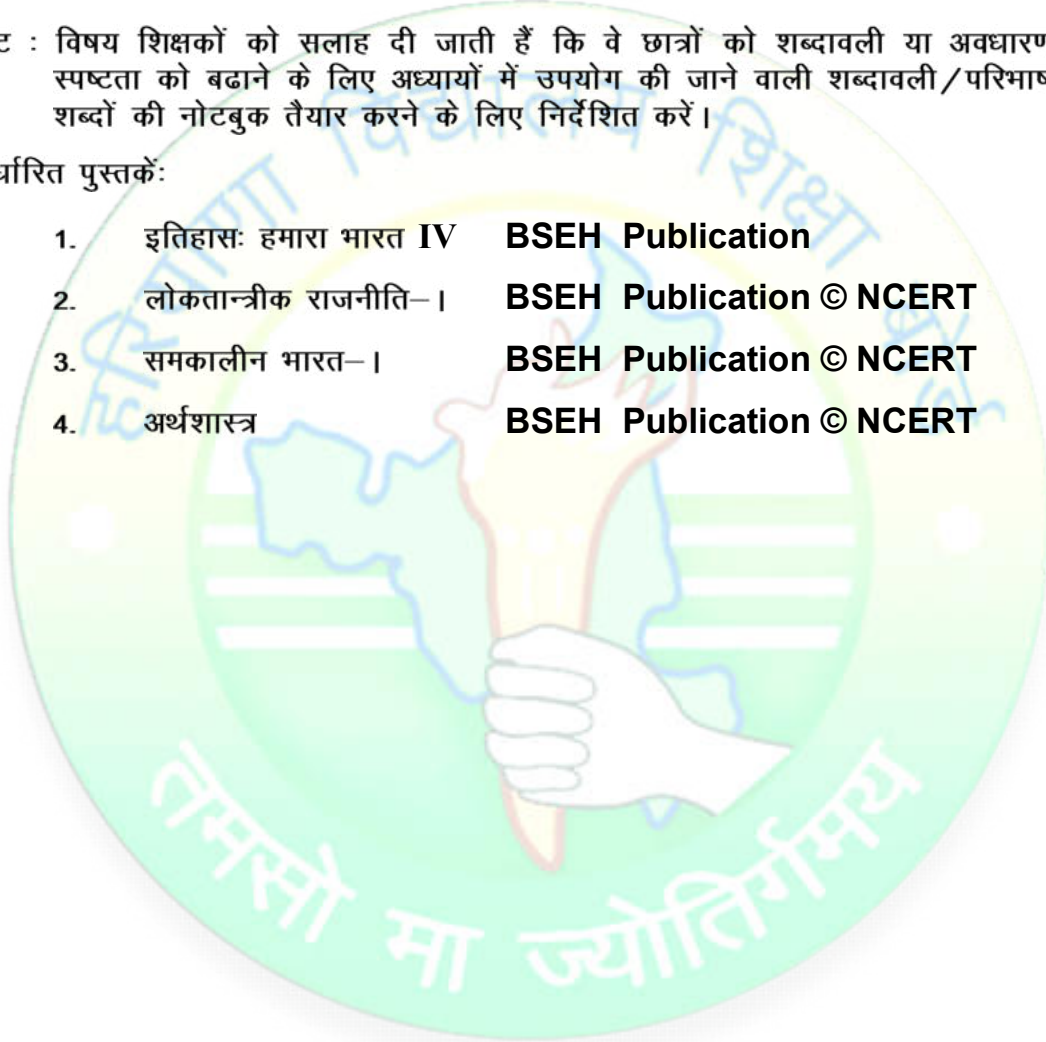 ट : विषय शिक्षकों को सलाह दी जाती हैं कि वे छात्रों को शब्दावली या अवधारण
स्पष्टता को बढाने के लिए अध्यायों में उपयोग की जाने वाली शब्दावली/परिभाष
शब्दों की नोटबुक तैयार करने के लिए निर्देशित करें।
र्धारित पुस्तकेंः
1. इतिहासः हमारा भारत IV BSEH Publication
2. लोकतान्त्रीक राजनीति–। BSEH Publication © NCERT
3. समकालीन भारत–। BSEH Publication © NCERT
4. अर्थशास्त्र BSEH Publication © NCERT
हरियाणा विद्यालय शिक्षा बोर्ड
तमसो मा ज्योतिर्गमय